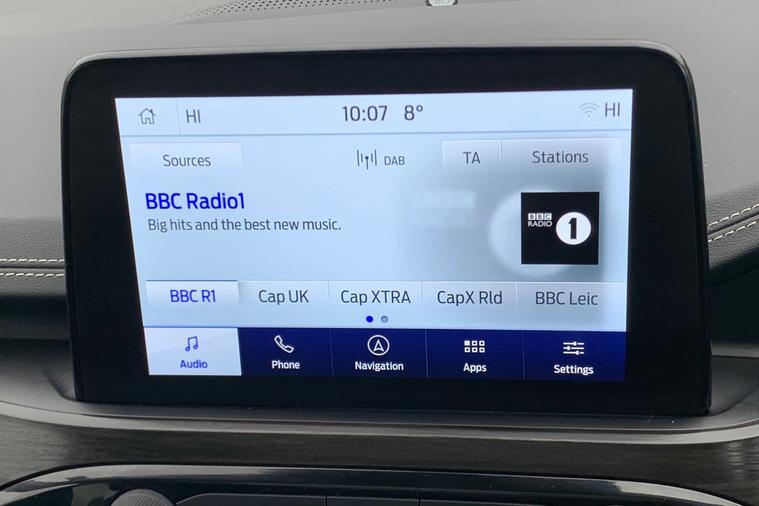 HI 10:07 8° HI
Sources DAB TA Stations
BBC Radio1
Big hits and the best new music.
BBC
RADIO 1
BBC R1 Cap UK Cap XTRA CapX Rld BBC Leic
Audio Phone Navigation Apps Settings